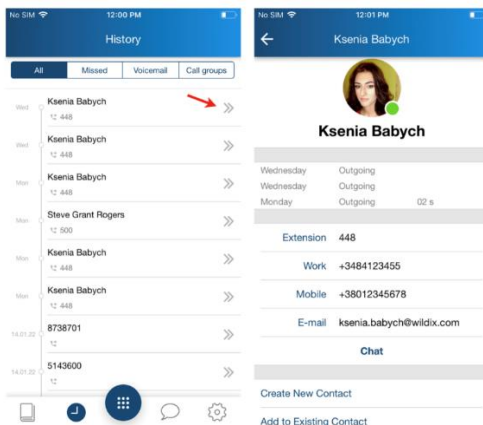 No SIM 12:00 PM
History
All Missed Voicemail Call groups
Wed Ksenia Babych
448
Wed Ksenia Babych
448
Mon Ksenia Babych
448
Mon Steve Grant Rogers
500
Mon Ksenia Babych
448
Mon Ksenia Babych
448
14.01.22 8738701
14.01.22 5143600
No SIM 12:01 PM
Ksenia Babych
Ksenia Babych
Wednesday Outgoing
Wednesday Outgoing
Monday Outgoing 02 s
Extension 448
Work +3484123455
Mobile +38012345678
E-mail ksenia.babych@wildix.com
Chat
Create New Contact
Add to Existing Contact